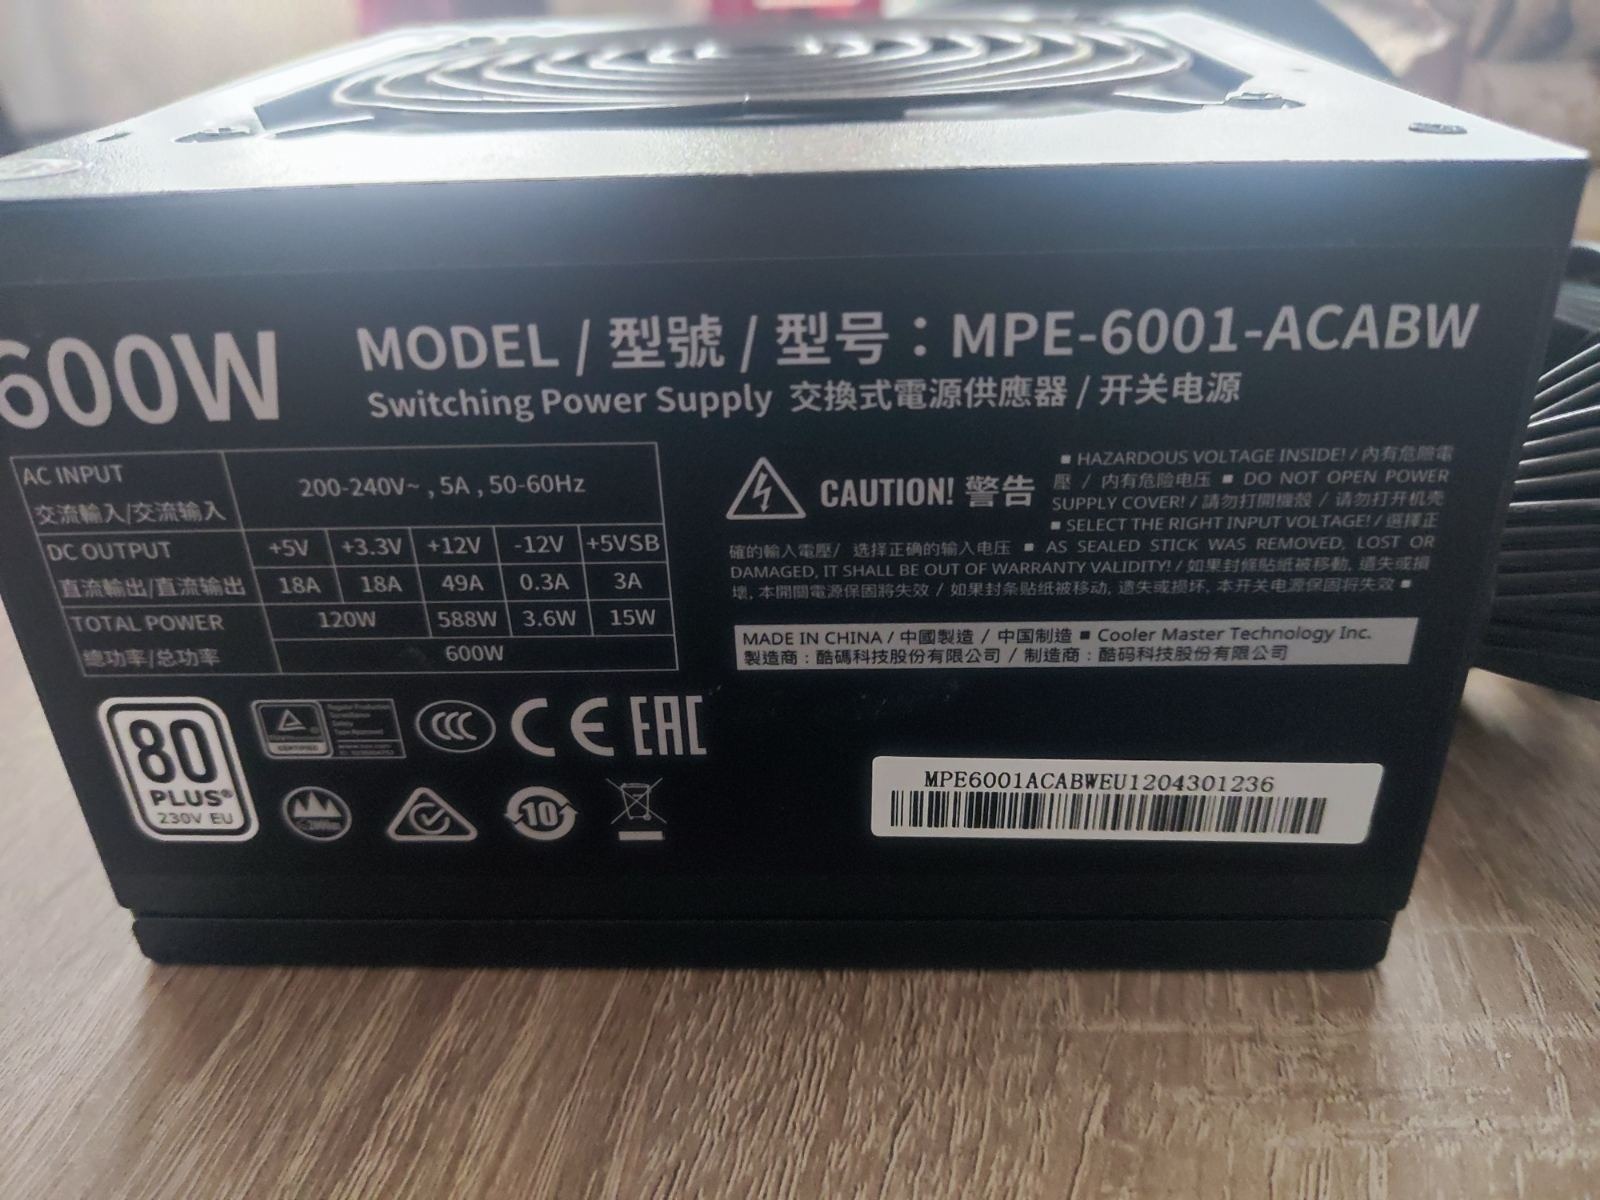 600W
MODEL / 型號 / 型号：MPE-6001-ACABW
Switching Power Supply 交換式電源供應器 / 开关电源
AC INPUT
交流輸入/交流输入
200-240V~ , 5A , 50-60Hz
DC OUTPUT
直流輸出/直流输出
+5V +3.3V +12V -12V +5VSB
18A 18A 49A 0.3A 3A
TOTAL POWER
總功率/总功率
120W 588W 3.6W 15W
600W
CAUTION! 警告
■ HAZARDOUS VOLTAGE INSIDE! / 內有危險電
壓 / 内有危险电压 ■ DO NOT OPEN POWER
SUPPLY COVER! / 請勿打開機殼 / 请勿打开机壳
■ SELECT THE RIGHT INPUT VOLTAGE! / 選擇正
確的輸入電壓/ 选择正确的输入电压 ■ AS SEALED STICK WAS REMOVED, LOST OR
DAMAGED, IT SHALL BE OUT OF WARRANTY VALIDITY! / 如果封條貼紙被移動, 遺失或損
壞, 本開關電源保固將失效 / 如果封条贴纸被移动, 遗失或损坏, 本开关电源保固将失效 ■
MADE IN CHINA / 中國製造 / 中国制造 ■ Cooler Master Technology Inc.
製造商：酷碼科技股份有限公司 / 制造商：酷码科技股份有限公司
80
PLUS®
230V EU
CERTIFIED
Regular Production
Surveillance
Safety
Type Approved
CCC CE EAC
10
MPE6001ACABWEU1204301236